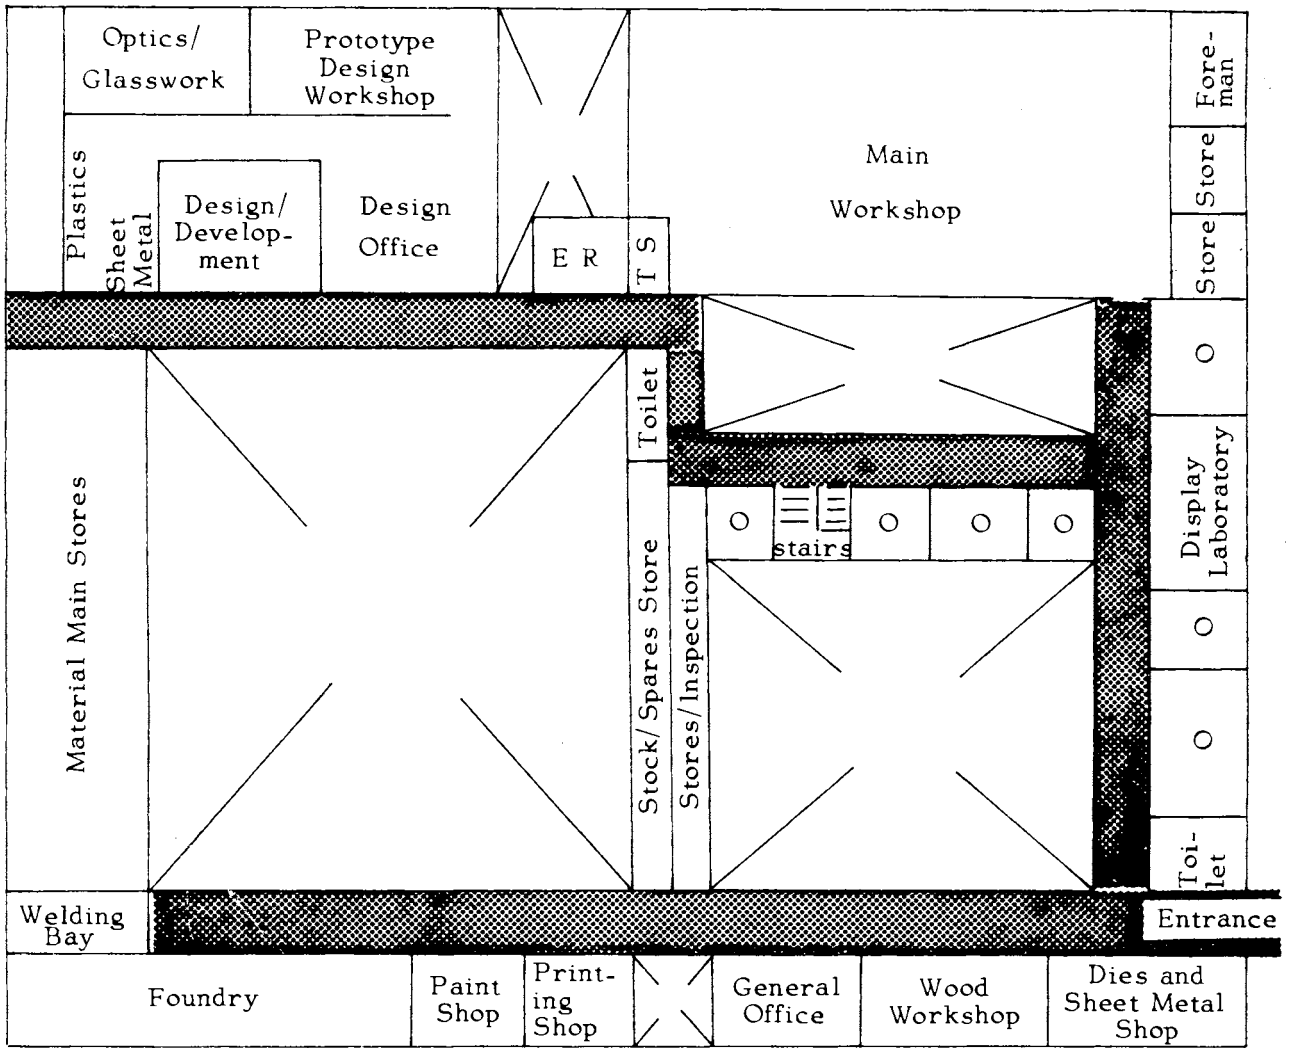 Optics/
Glasswork
Prototype
Design
Workshop
Fore-
man
Main
Workshop
Store
Plastics
Sheet
Metal
Design/
Develop-
ment
Design
Office
E R
T S
Store
Toilet
Display
Laboratory
stairs
Material Main Stores
Stock/Spares Store
Stores/Inspection
Toi-
let
Welding
Bay
Entrance
Foundry
Paint
Shop
Print-
ing
Shop
General
Office
Wood
Workshop
Dies and
Sheet Metal
Shop